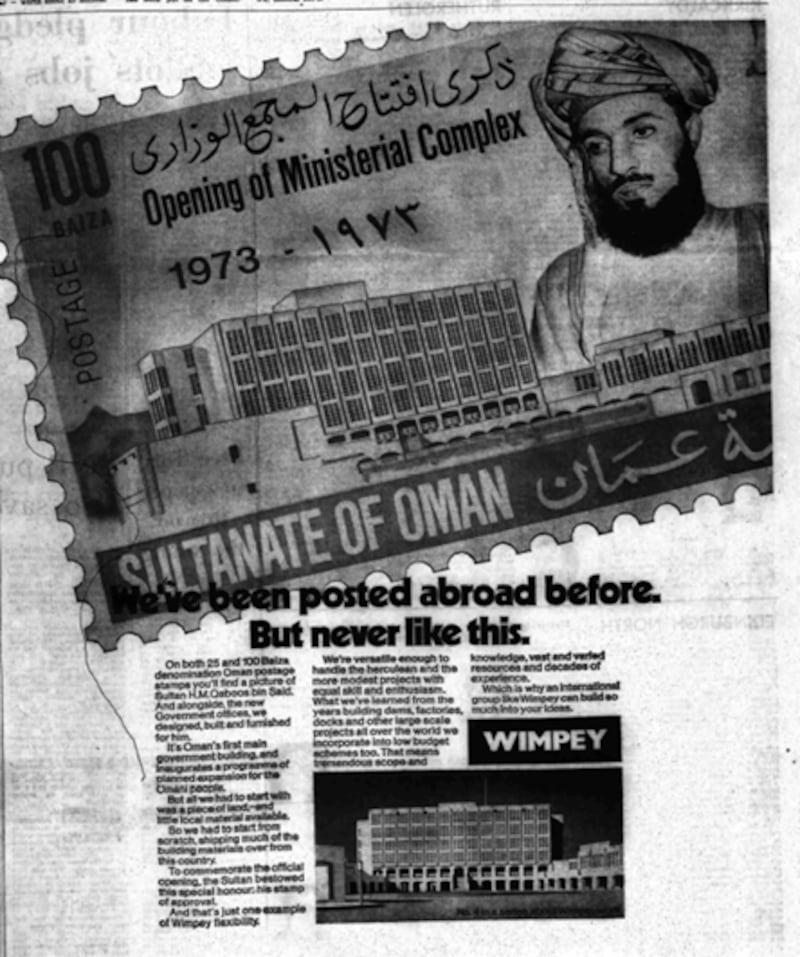 ذكرى افتتاح المجمع الوزاري
100
BAIZA
Opening of Ministerial Complex
1973 - ١٩٧٣
POSTAGE
SULTANATE OF OMAN
عمان
We've been posted abroad before.
But never like this.
On both 25 and 100 Baiza
denomination Oman postage
stamps you'll find a picture of
Sultan H.M. Qaboos bin Said.
And alongside, the new
Government offices, we
designed, built and furnished
for him.
It's Oman's first main
government building, and
inaugurates a programme of
planned expansion for the
Omani people.
But all we had to start with
was a piece of land,–and
little local material available.
So we had to start from
scratch, shipping much of the
building materials over from
this country.
To commemorate the official
opening, the Sultan bestowed
this special honour: his stamp
of approval.
And that's just one example
of Wimpey flexibility.
We're versatile enough to
handle the herculean and the
more modest projects with
equal skill and enthusiasm.
What we've learned from the
years building dams, factories,
docks and other large scale
projects all over the world we
incorporate into low budget
schemes too. That means
tremendous scope and
knowledge, vast and varied
resources and decades of
experience.
Which is why an international
group like Wimpey can build so
much into your ideas.
WIMPEY